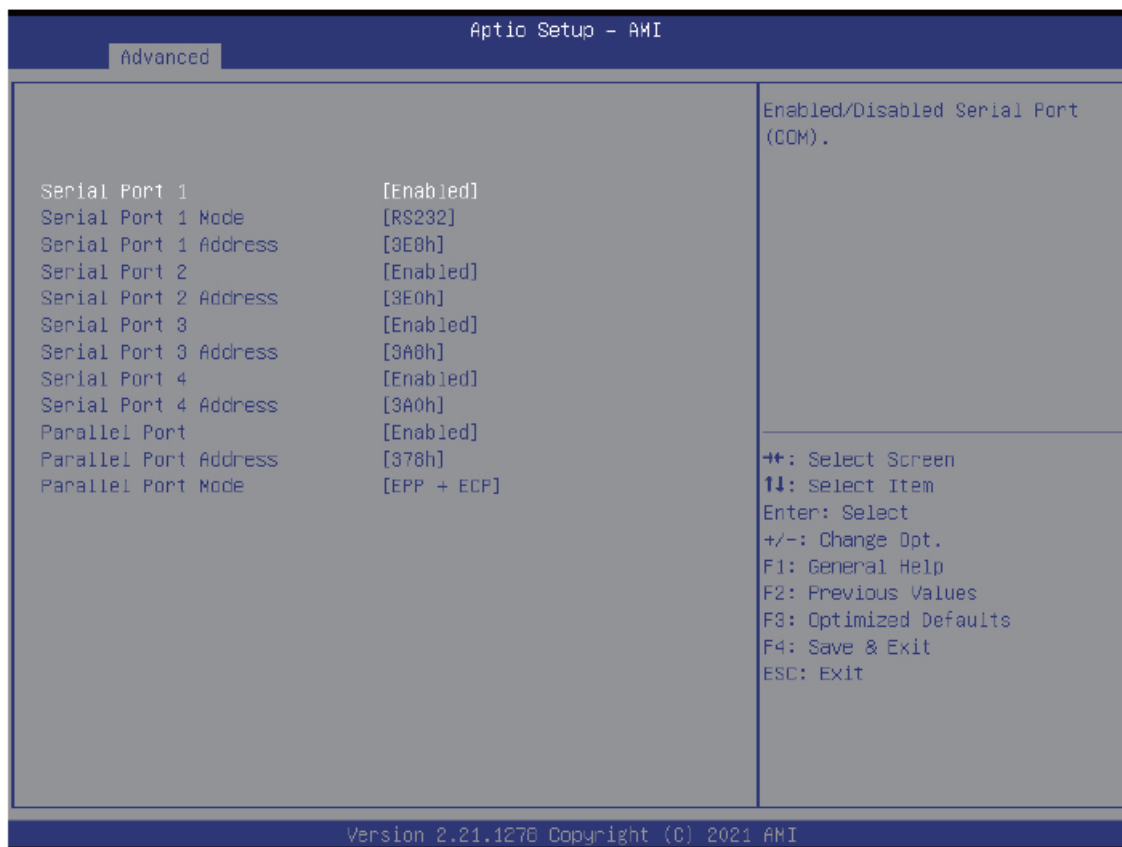 Aptio Setup – AMI
Advanced
Serial Port 1 [Enabled]
Serial Port 1 Mode [RS232]
Serial Port 1 Address [3E8h]
Serial Port 2 [Enabled]
Serial Port 2 Address [3E0h]
Serial Port 3 [Enabled]
Serial Port 3 Address [3A8h]
Serial Port 4 [Enabled]
Serial Port 4 Address [3A0h]
Parallel Port [Enabled]
Parallel Port Address [378h]
Parallel Port Mode [EPP + ECP]
Enabled/Disabled Serial Port
(COM).
→←: Select Screen
↑↓: Select Item
Enter: Select
+/-: Change Opt.
F1: General Help
F2: Previous Values
F3: Optimized Defaults
F4: Save & Exit
ESC: Exit
Version 2.21.1278 Copyright (C) 2021 AMI